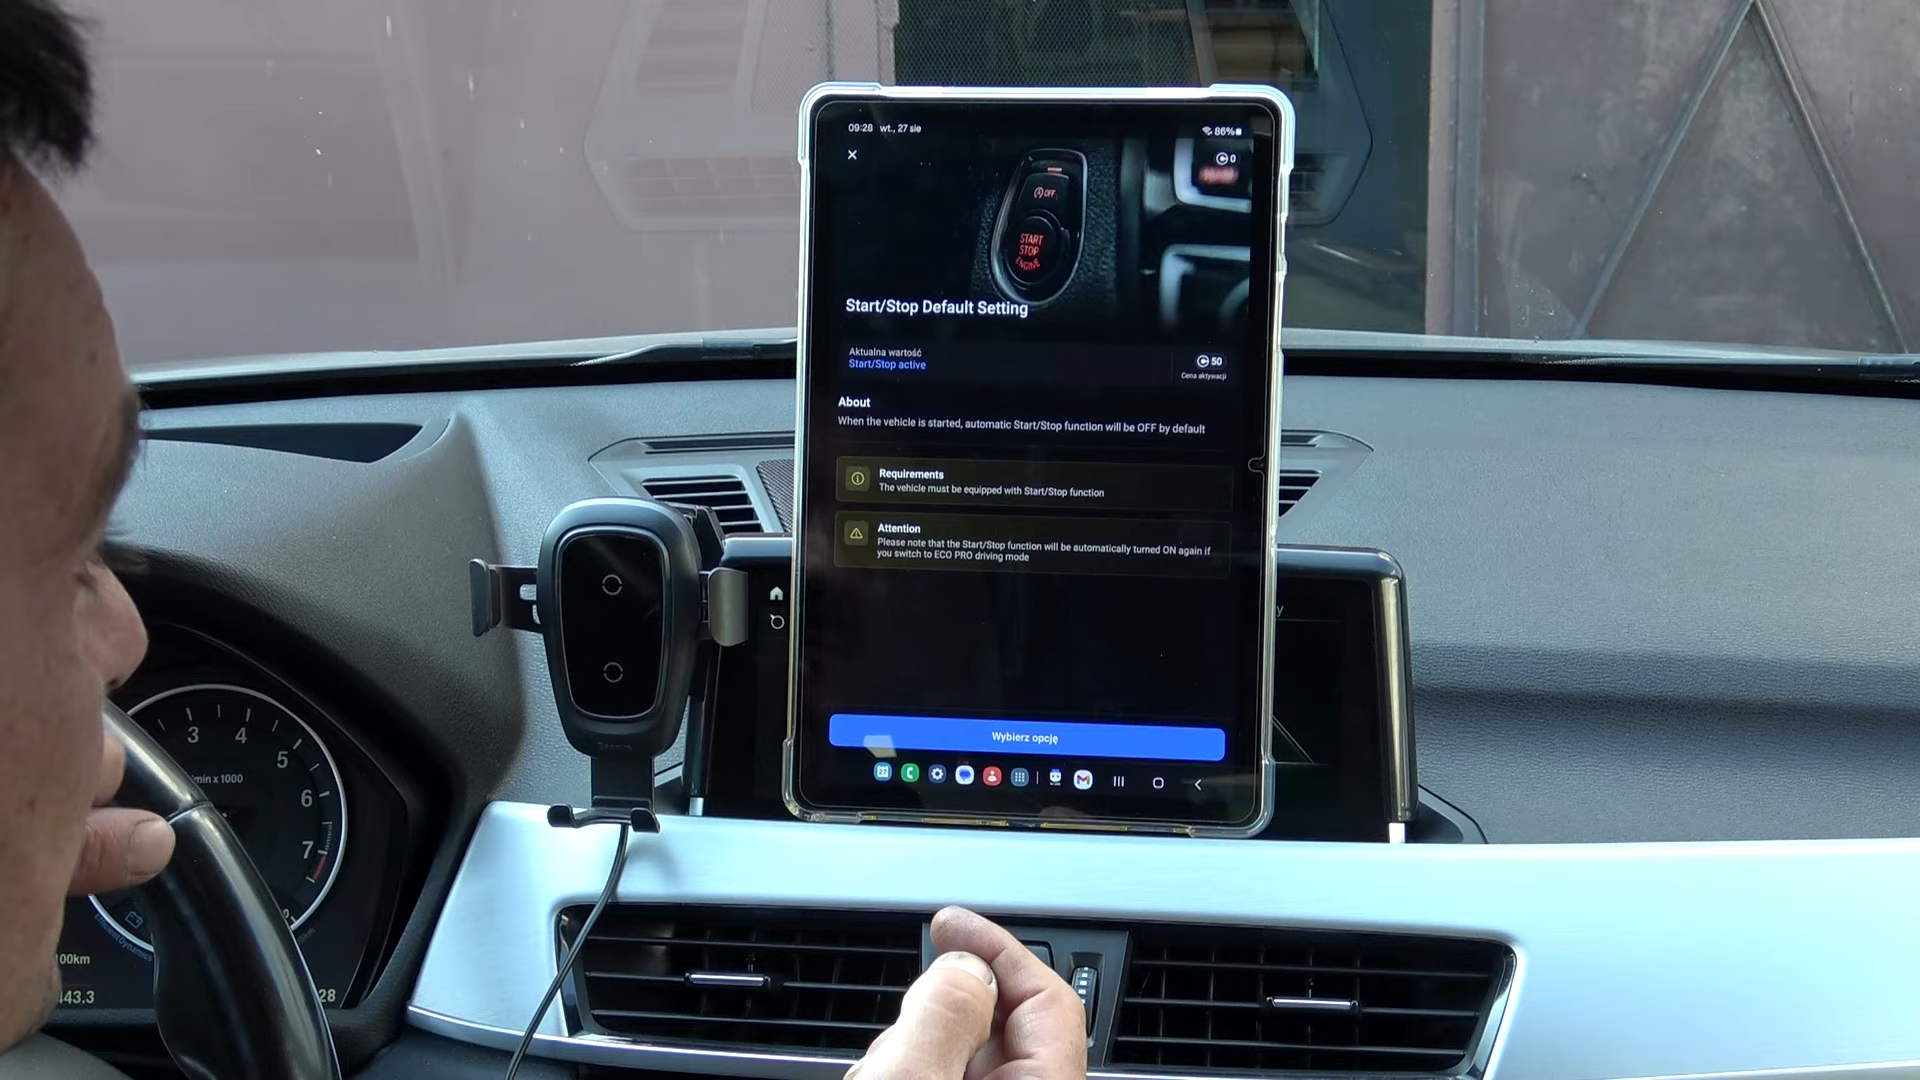 09:28 wt., 27 sie
86%
0
OFF
START
STOP
ENGINE
Start/Stop Default Setting
Aktualna wartość
Start/Stop active
50
Cena aktywacji
About
When the vehicle is started, automatic Start/Stop function will be OFF by default
Requirements
The vehicle must be equipped with Start/Stop function
Attention
Please note that the Start/Stop function will be automatically turned ON again if
you switch to ECO PRO driving mode
Wybierz opcję
y
3 4 5 6 7
/min x 1000
EfficientDynamics
100km
443.3
28